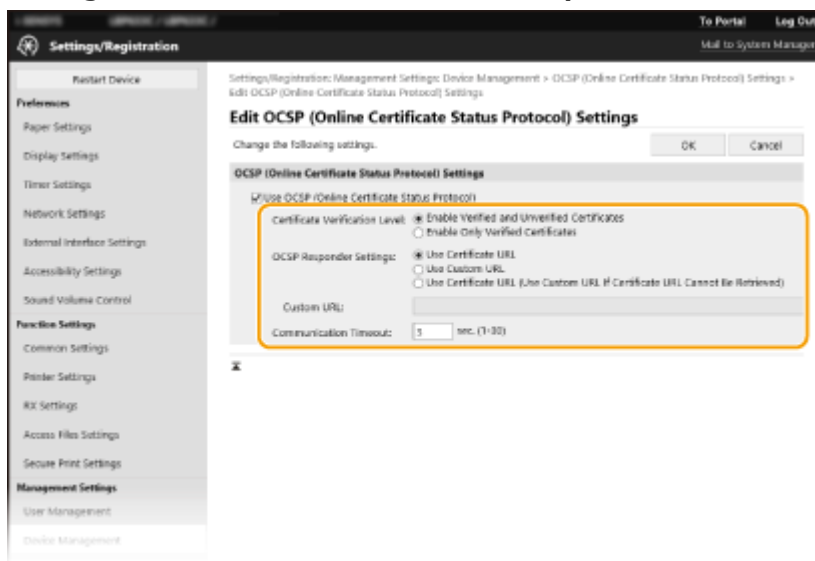 To Portal Log Out
Settings/Registration
Mail to System Manager
Restart Device
Settings/Registration: Management Settings: Device Management > OCSP (Online Certificate Status Protocol) Settings >
Edit OCSP (Online Certificate Status Protocol) Settings
Edit OCSP (Online Certificate Status Protocol) Settings
Change the following settings.
OK Cancel
OCSP (Online Certificate Status Protocol) Settings
Use OCSP (Online Certificate Status Protocol)
Certificate Verification Level: Enable Verified and Unverified Certificates
Enable Only Verified Certificates
OCSP Responder Settings: Use Certificate URL
Use Custom URL
Use Certificate URL (Use Custom URL If Certificate URL Cannot Be Retrieved)
Custom URL:
Communication Timeout: 3 sec. (1-30)
Preferences
Paper Settings
Display Settings
Timer Settings
Network Settings
External Interface Settings
Accessibility Settings
Sound Volume Control
Function Settings
Common Settings
Printer Settings
RX Settings
Access Files Settings
Secure Print Settings
Management Settings
User Management
Device Management